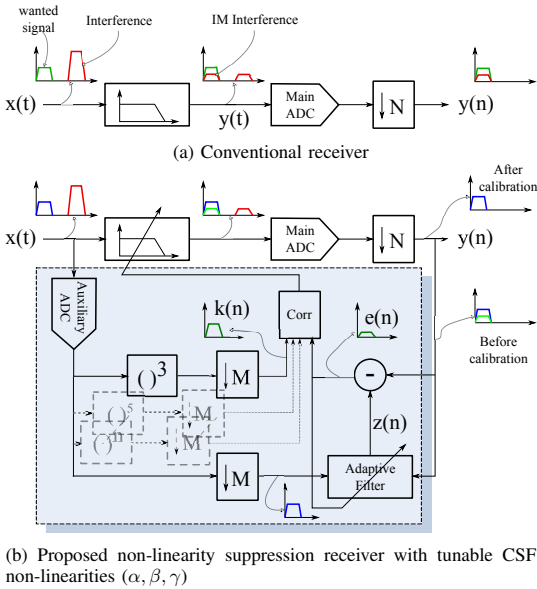 wanted
signal
Interference
IM Interference
x(t)
y(t)
Main
ADC
↓ N
y(n)
(a) Conventional receiver
After
calibration
x(t)
Main
ADC
↓ N
y(n)
Auxiliary
ADC
k(n)
Corr
e(n)
Before
calibration
( )³
↓ M
-
( )⁵
↓ M
( )ⁿ
↓ M
z(n)
↓ M
Adaptive
Filter
(b) Proposed non-linearity suppression receiver with tunable CSF
non-linearities (α, β, γ)